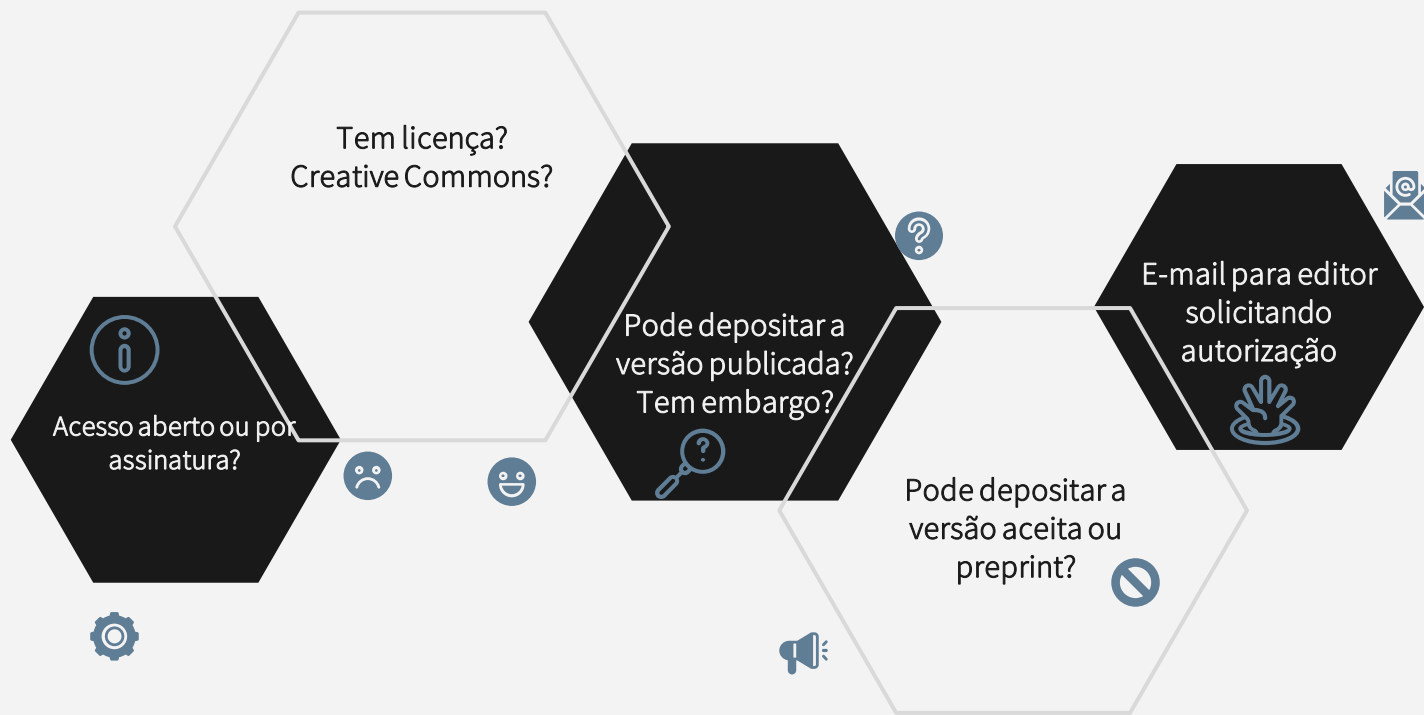 Acesso aberto ou por
assinatura?
Tem licença?
Creative Commons?
Pode depositar a
versão publicada?
Tem embargo?
Pode depositar a
versão aceita ou
preprint?
E-mail para editor
solicitando
autorização